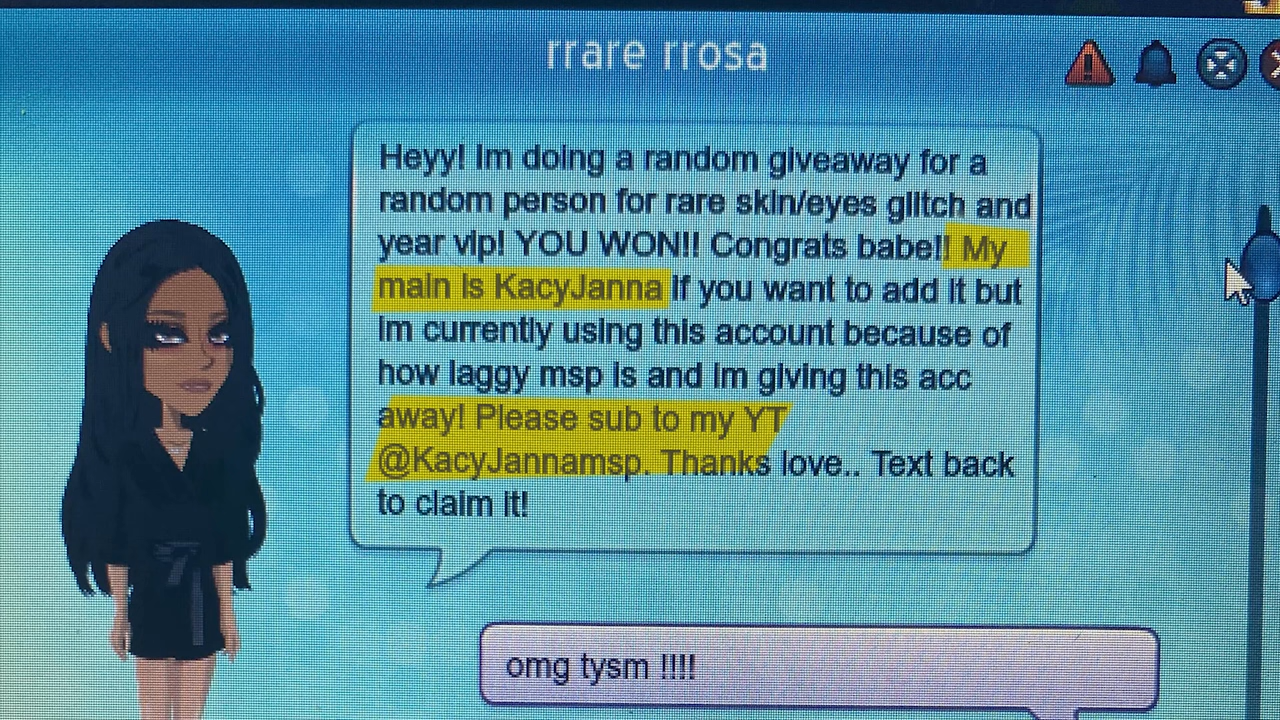 rrare rrosa
Heyy! Im doing a random giveaway for a
random person for rare skin/eyes glitch and
year vip! YOU WON!! Congrats babe!! My
main is KacyJanna If you want to add it but
im currently using this account because of
how laggy msp is and im giving this acc
away! Please sub to my YT
@KacyJannamsp. Thanks love.. Text back
to claim it!
omg tysm !!!!